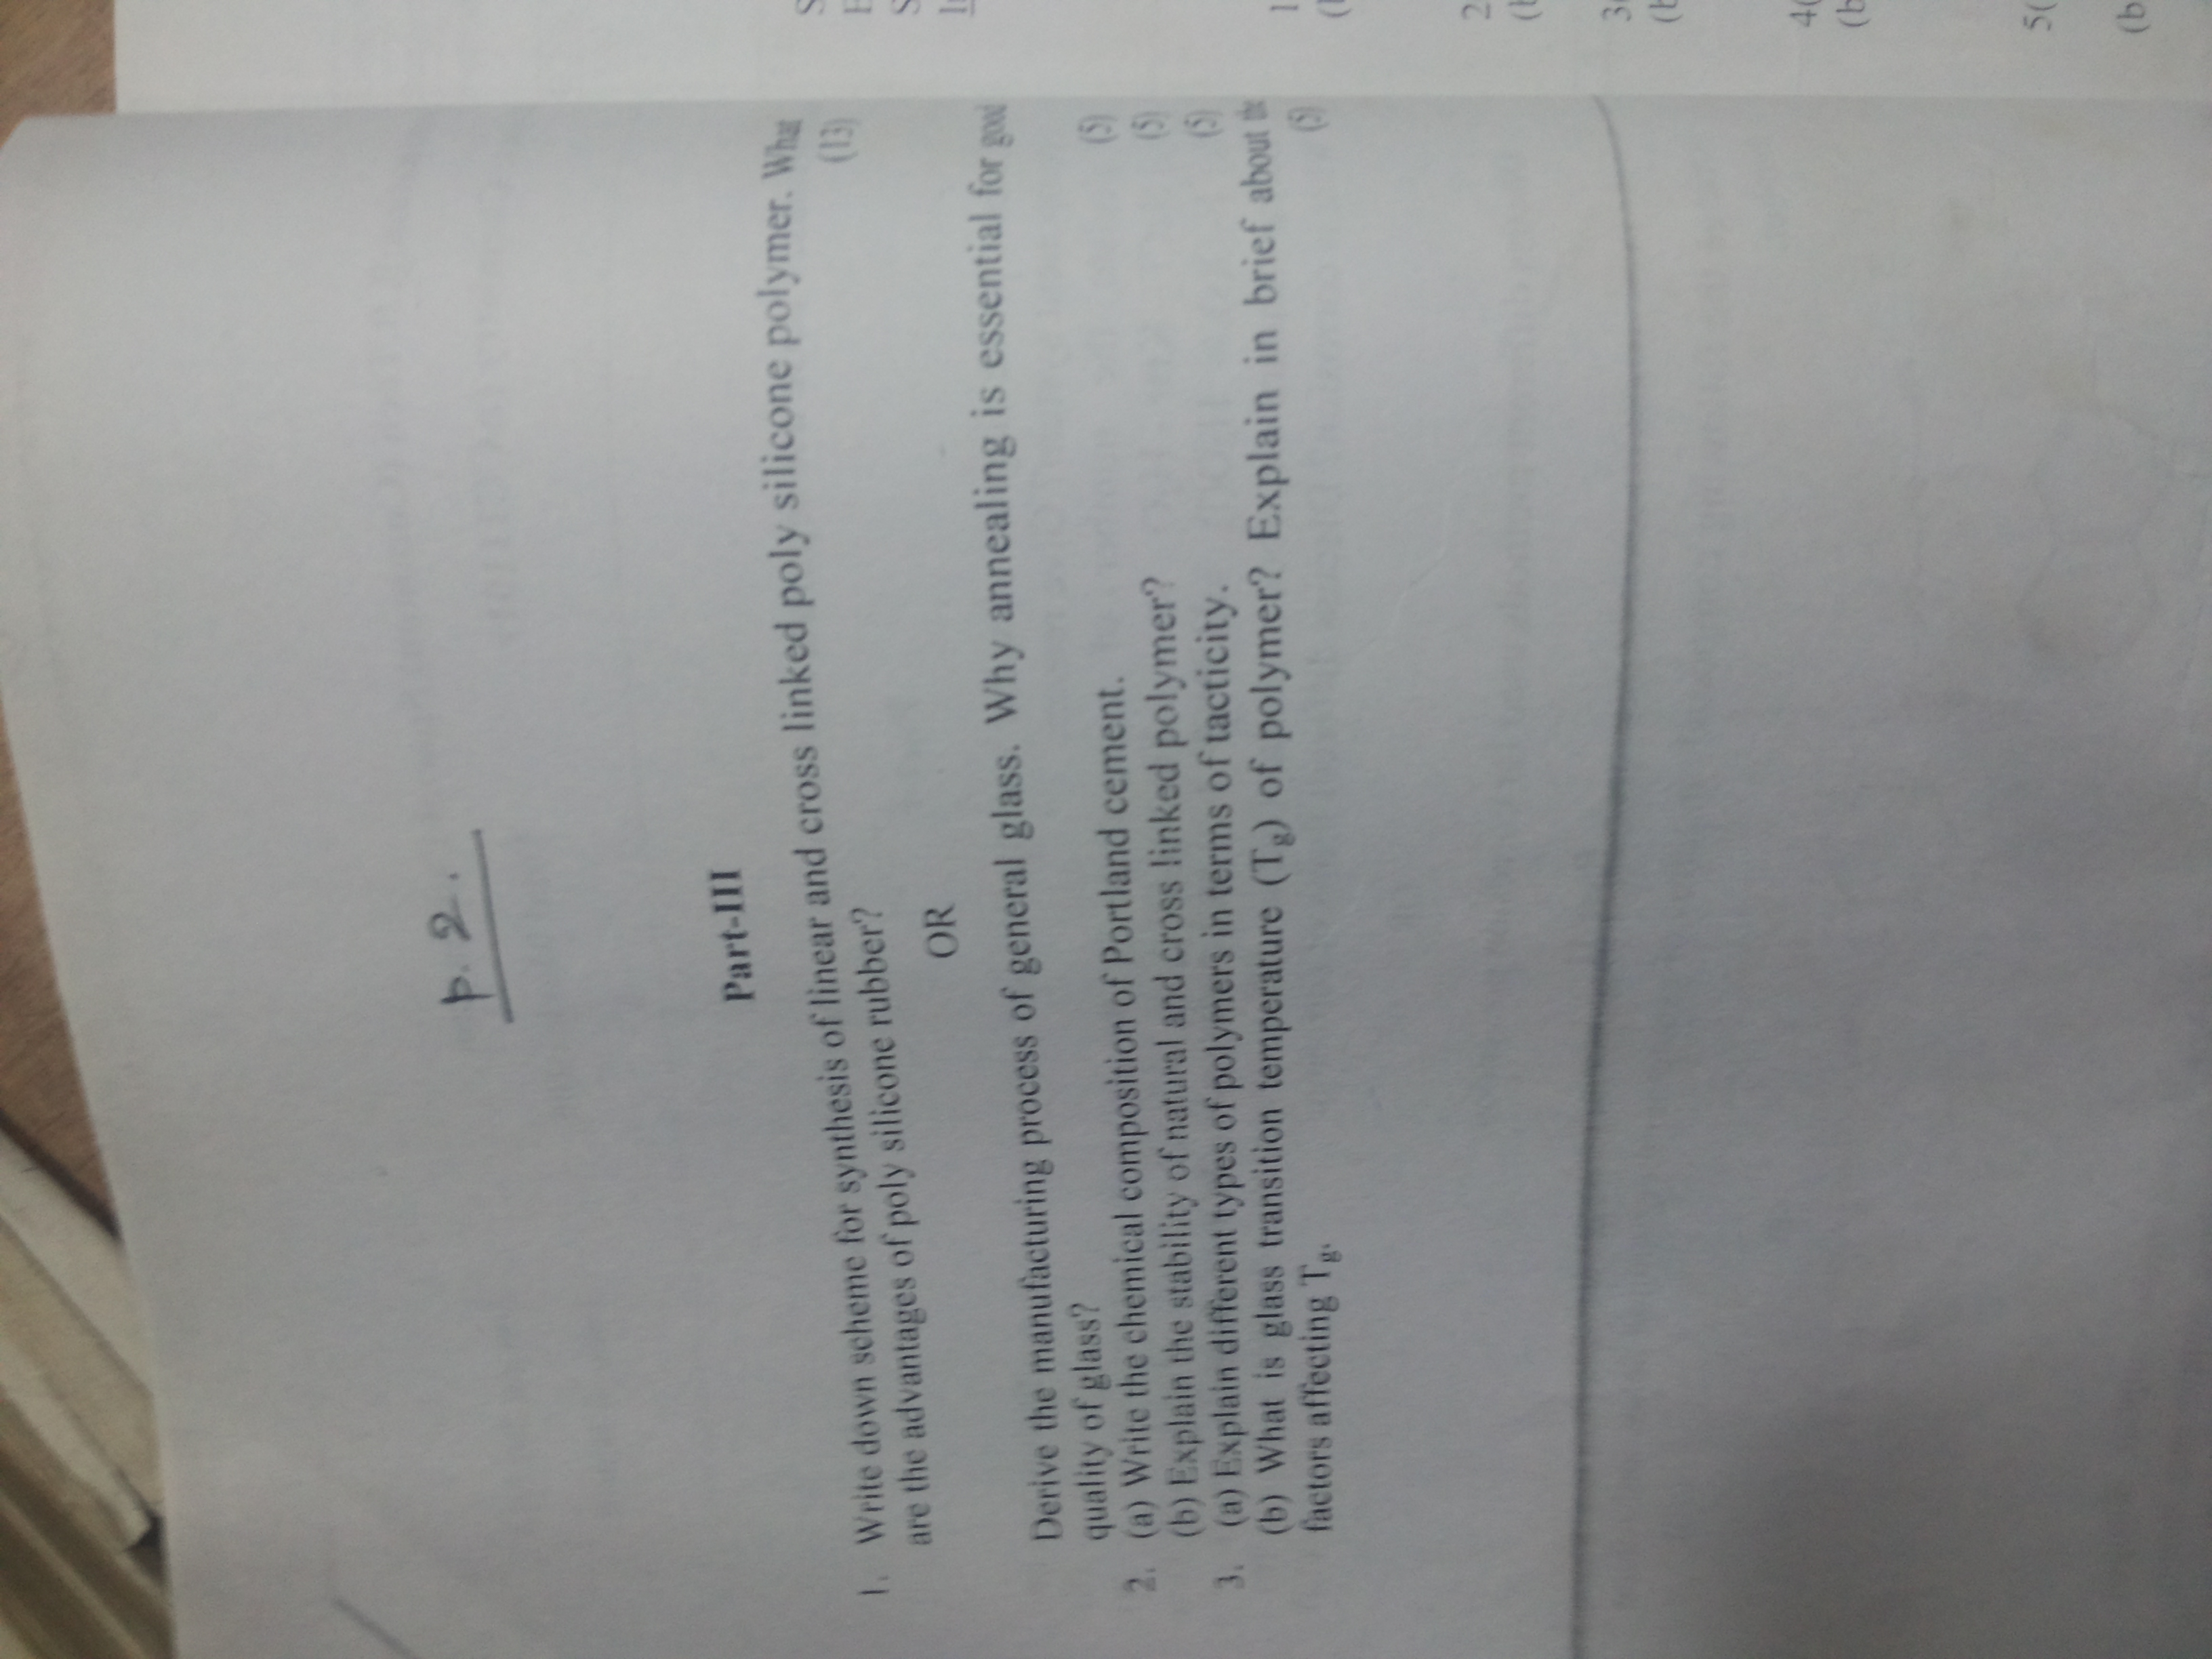 p. 2.
Part-III
1. Write down scheme for synthesis of linear and cross linked poly silicone polymer. What
are the advantages of poly silicone rubber? (13)
OR
Derive the manufacturing process of general glass. Why annealing is essential for good
quality of glass?
2. (a) Write the chemical composition of Portland cement. (5)
(b) Explain the stability of natural and cross linked polymer? (5)
3. (a) Explain different types of polymers in terms of tacticity. (5)
(b) What is glass transition temperature (Tg) of polymer? Explain in brief about the
factors affecting Tg. (5)
S
E
S
1
(
2
(b
3(
(b
4(
(b
5(
(b